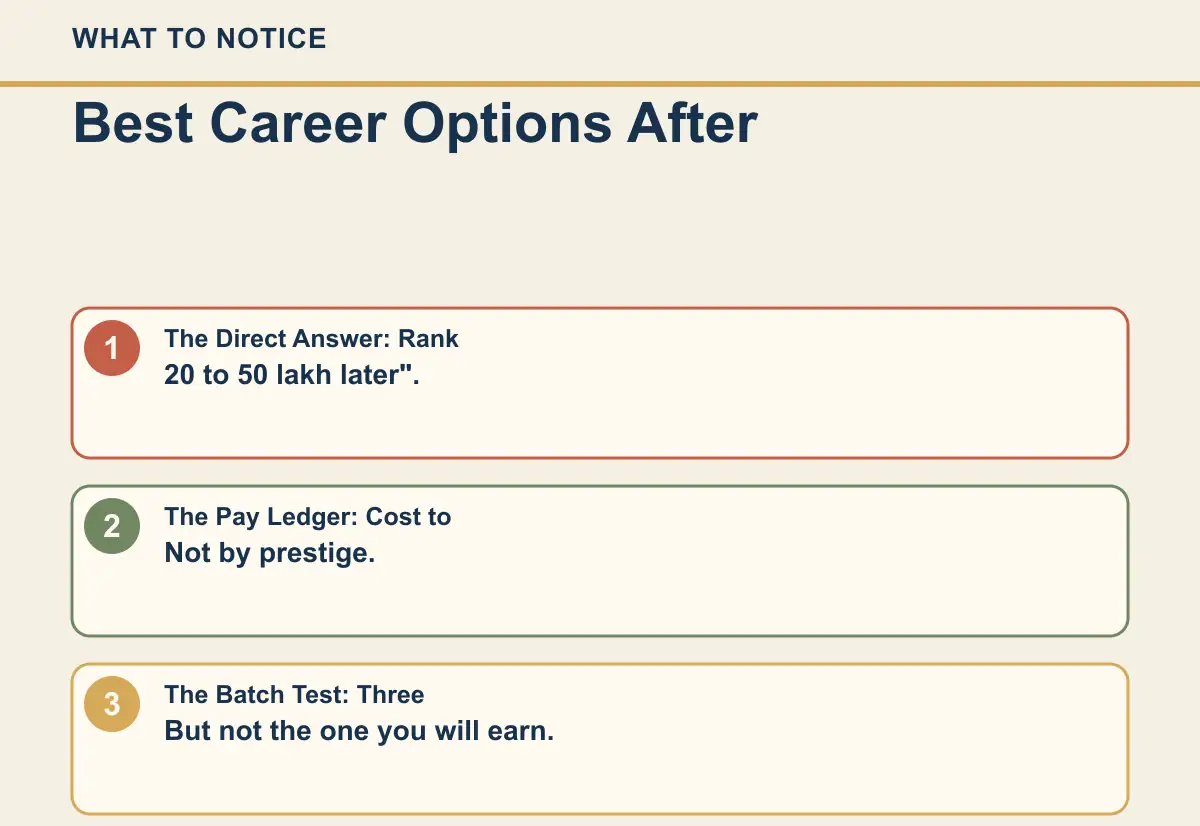 WHAT TO NOTICE
Best Career Options After
1
The Direct Answer: Rank
20 to 50 lakh later".
2
The Pay Ledger: Cost to
Not by prestige.
3
The Batch Test: Three
But not the one you will earn.